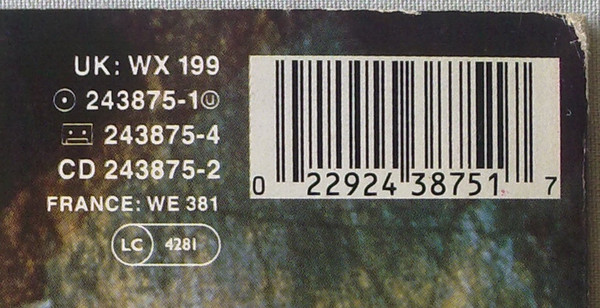 UK: WX 199
243875-1 Ⓤ
243875-4
CD 243875-2
FRANCE: WE 381
LC 4281
0 22924 38751 7